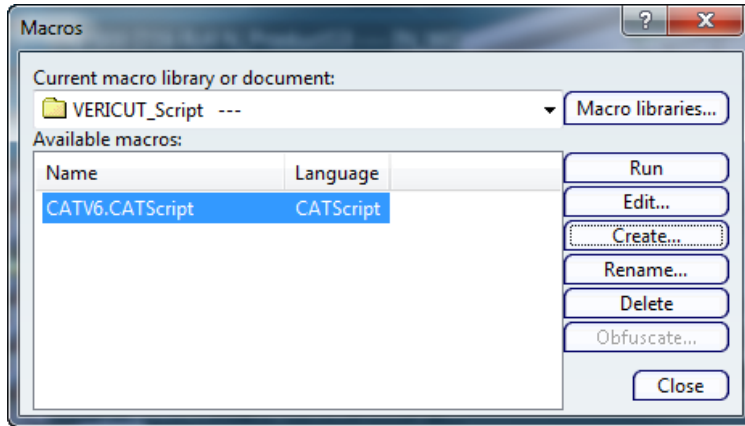 Macros
Current macro library or document:
VERICUT_Script ---
Macro libraries...
Available macros:
Name Language
CATV6.CATScript CATScript
Run
Edit...
Create...
Rename...
Delete
Obfuscate...
Close